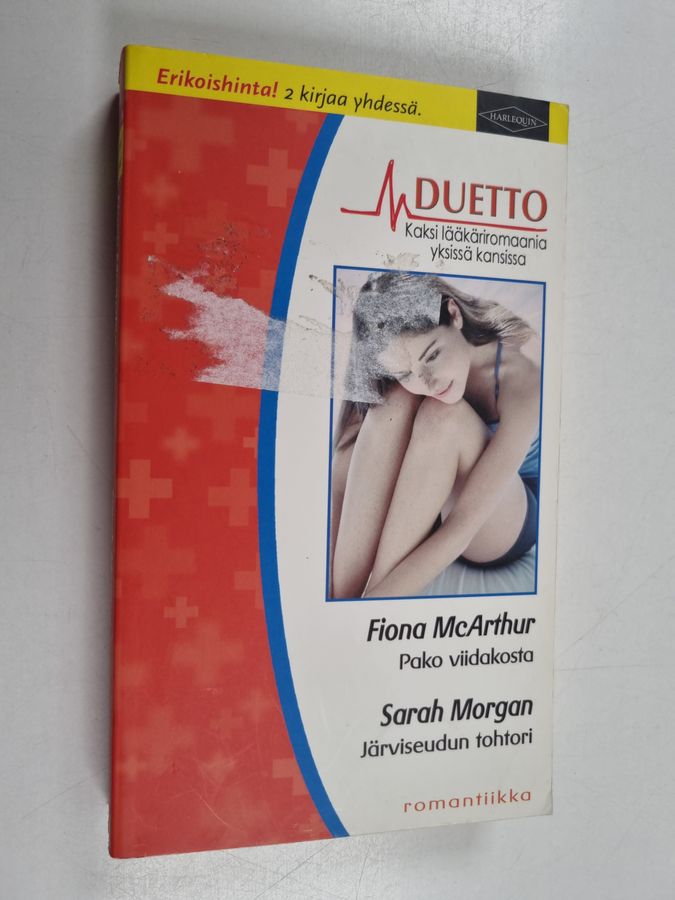 Erikoishinta! 2 kirjaa yhdessä.
HARLEQUIN
DUETTO
Kaksi lääkäriromaania
yksissä kansissa
Fiona McArthur
Pako viidakosta
Sarah Morgan
Järviseudun tohtori
romantiikka